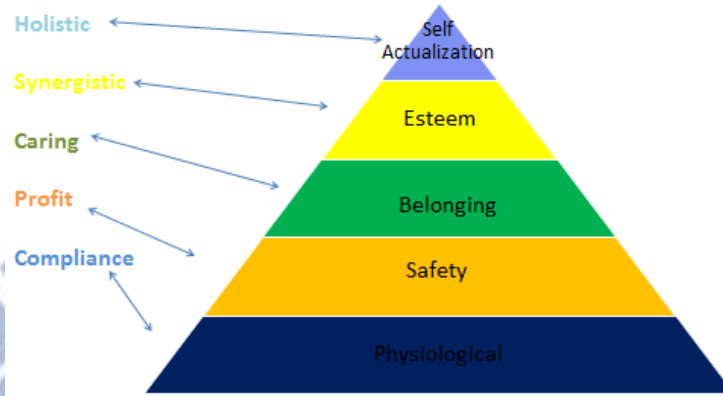 Holistic
Self
Actualization
Synergistic
Esteem
Caring
Belonging
Profit
Compliance
Safety
Physiological